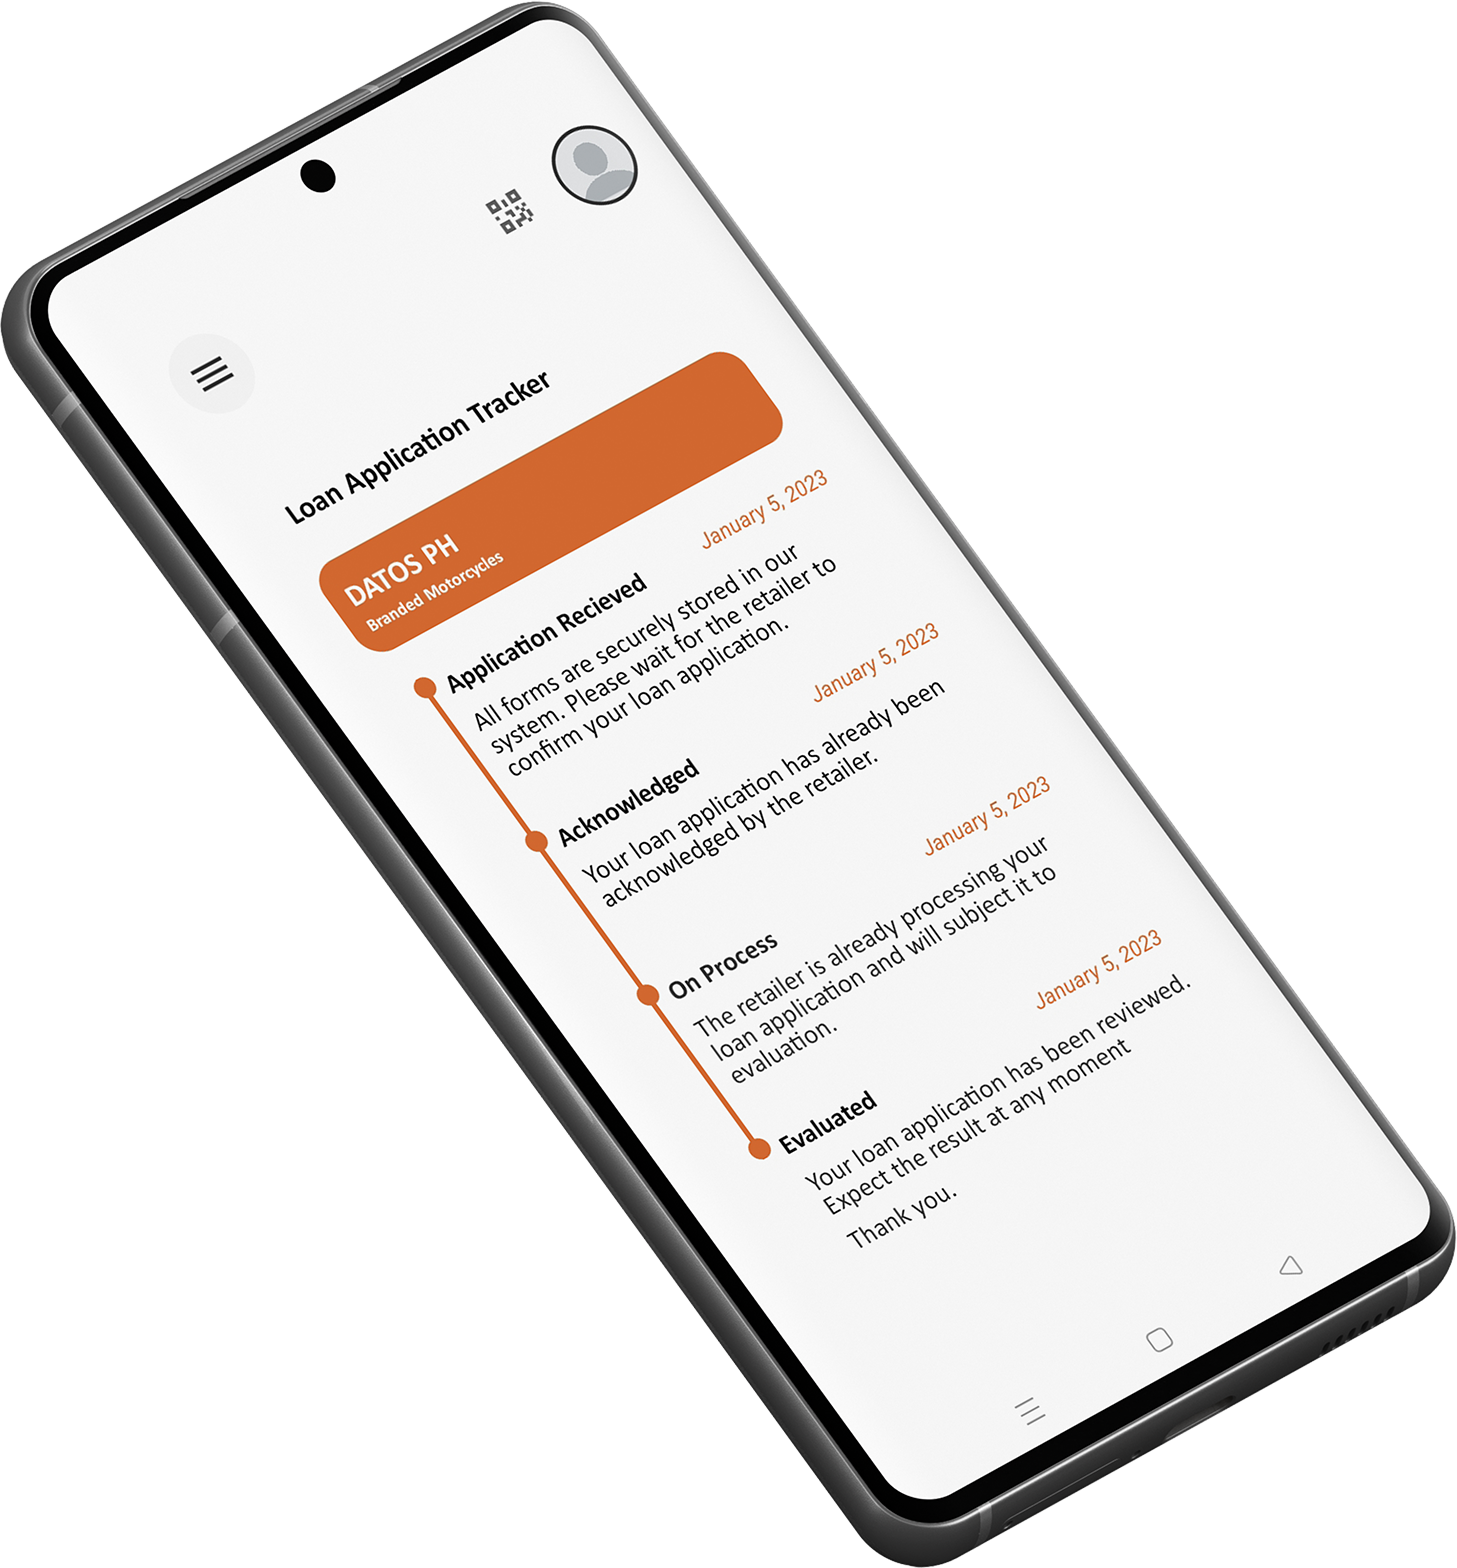 Loan Application Tracker
DATOS PH
Branded Motorcycles
January 5, 2023
Application Recieved
All forms are securely stored in our
system. Please wait for the retailer to
confirm your loan application.
January 5, 2023
Acknowledged
Your loan application has already been
acknowledged by the retailer.
January 5, 2023
On Process
The retailer is already processing your
loan application and will subject it to
evaluation.
January 5, 2023
Evaluated
Your loan application has been reviewed.
Expect the result at any moment
Thank you.